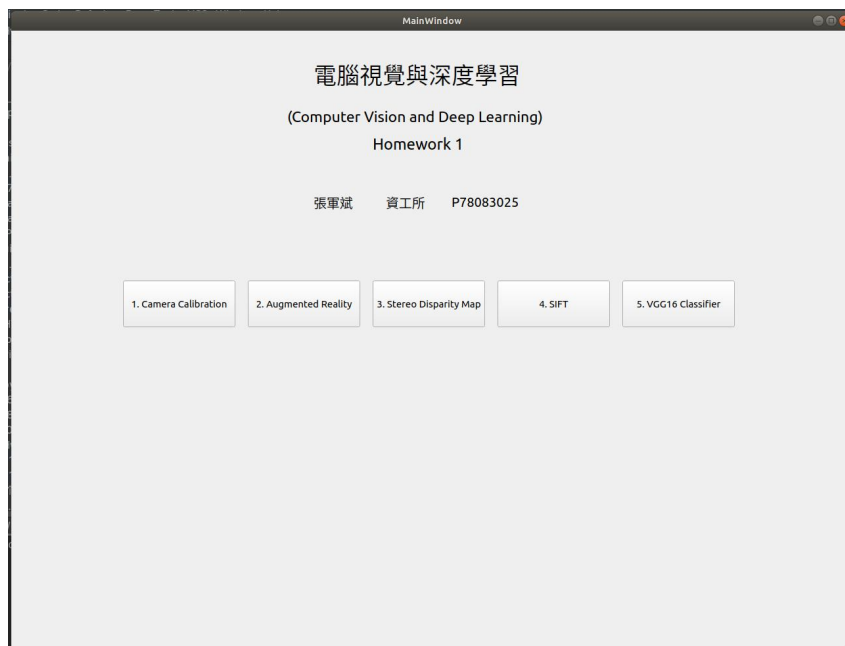 MainWindow
電腦視覺與深度學習
(Computer Vision and Deep Learning)
Homework 1
張軍斌 資工所 P78083025
1. Camera Calibration 2. Augmented Reality 3. Stereo Disparity Map 4. SIFT 5. VGG16 Classifier